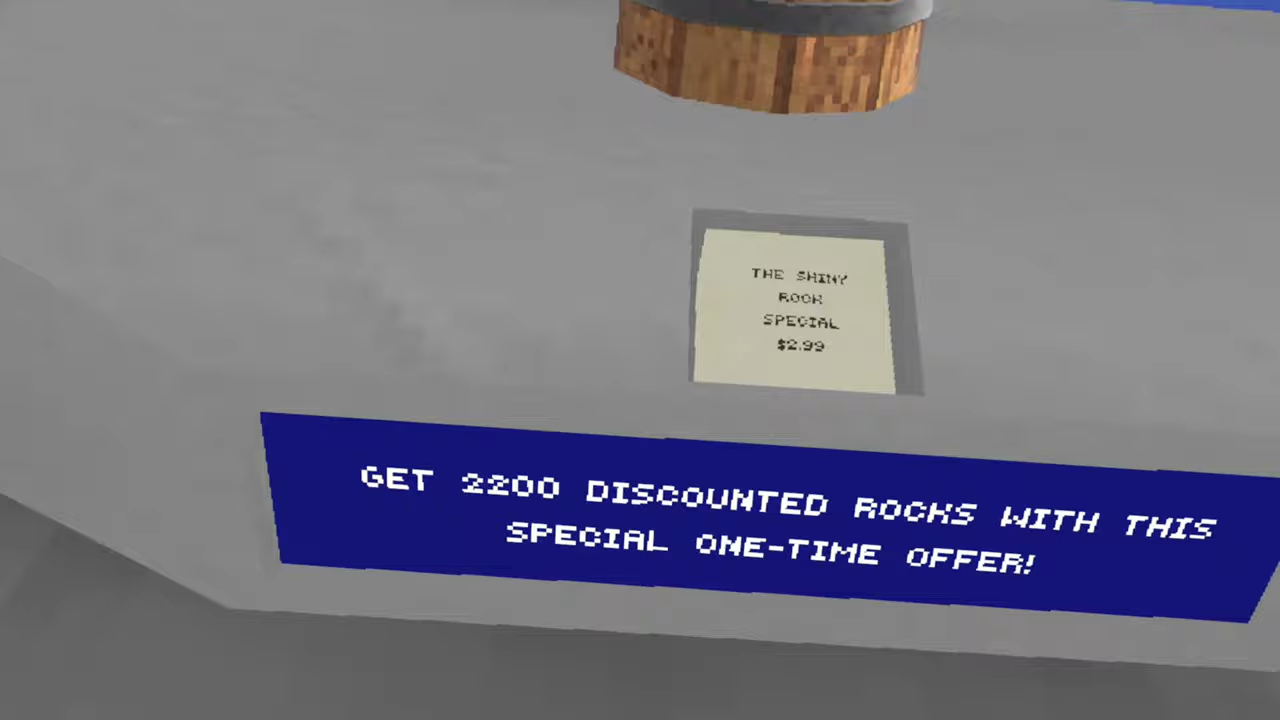 THE SHINY
ROCK
SPECIAL
$2.99
GET 2200 DISCOUNTED ROCKS WITH THIS
SPECIAL ONE-TIME OFFER!